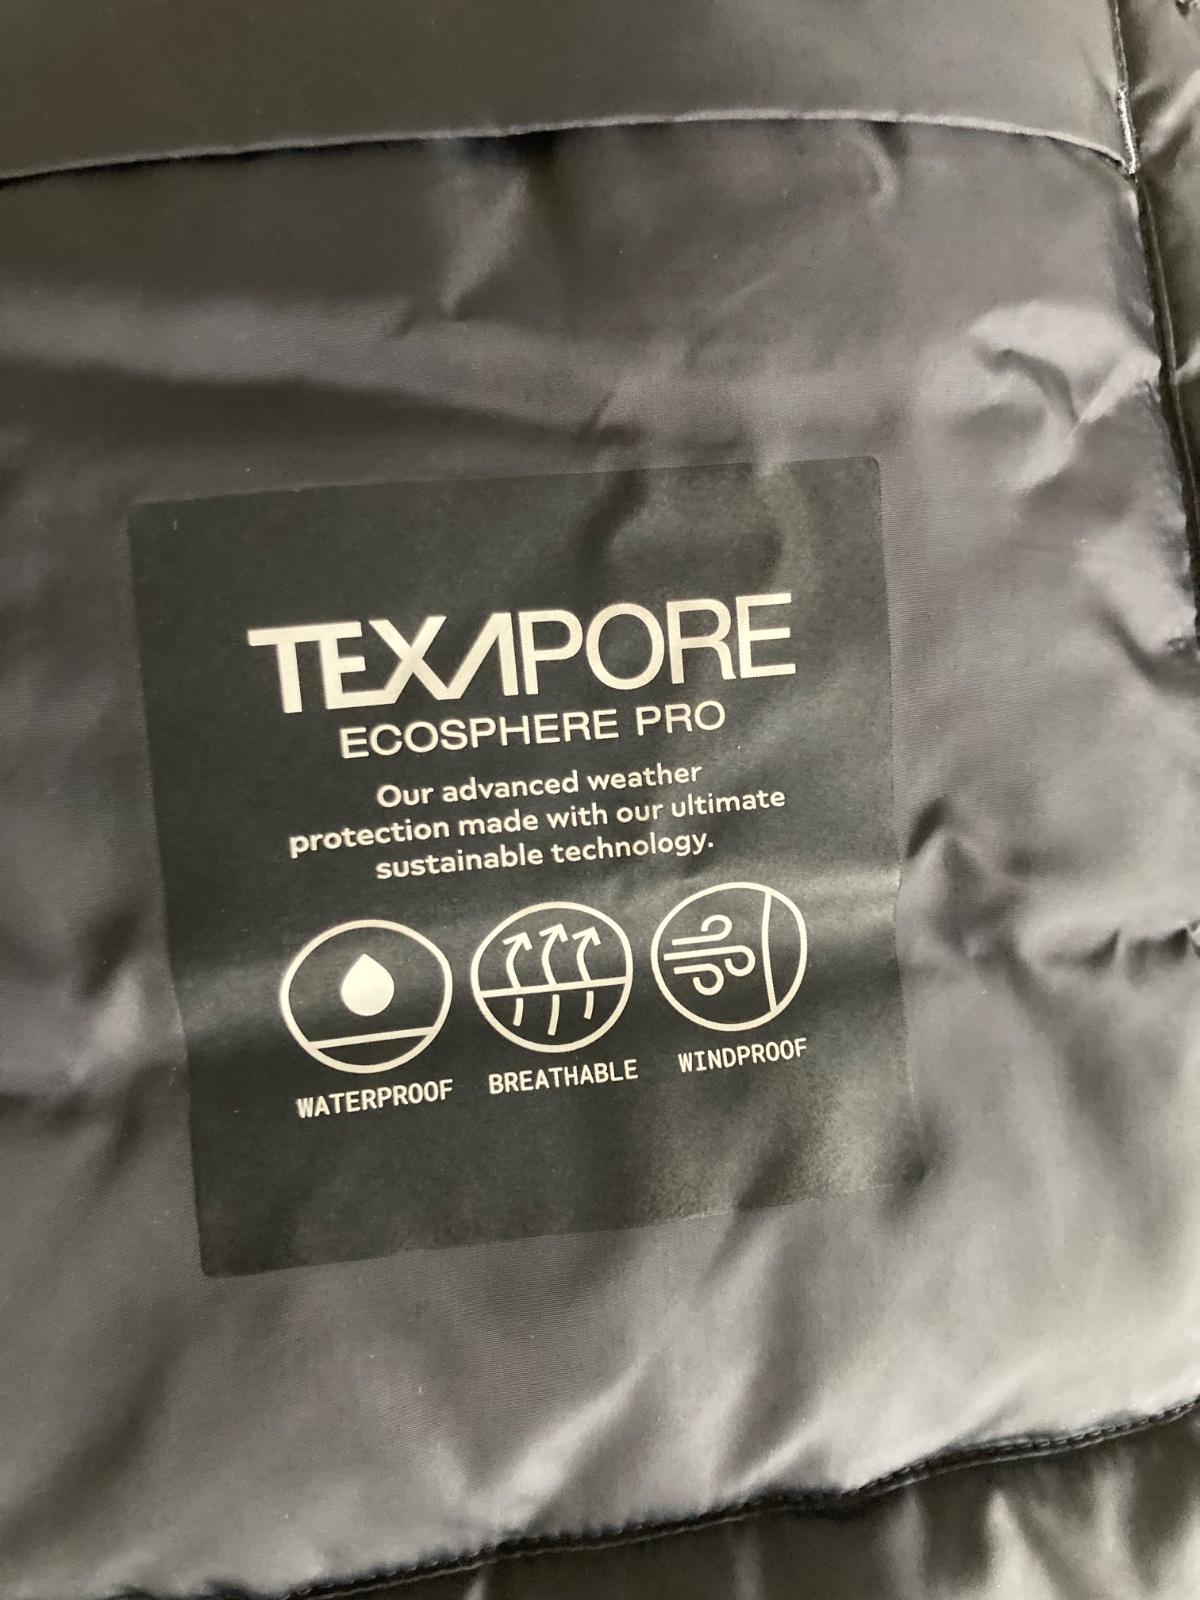 TEXAPORE
ECOSPHERE PRO
Our advanced weather
protection made with our ultimate
sustainable technology.
WATERPROOF BREATHABLE WINDPROOF